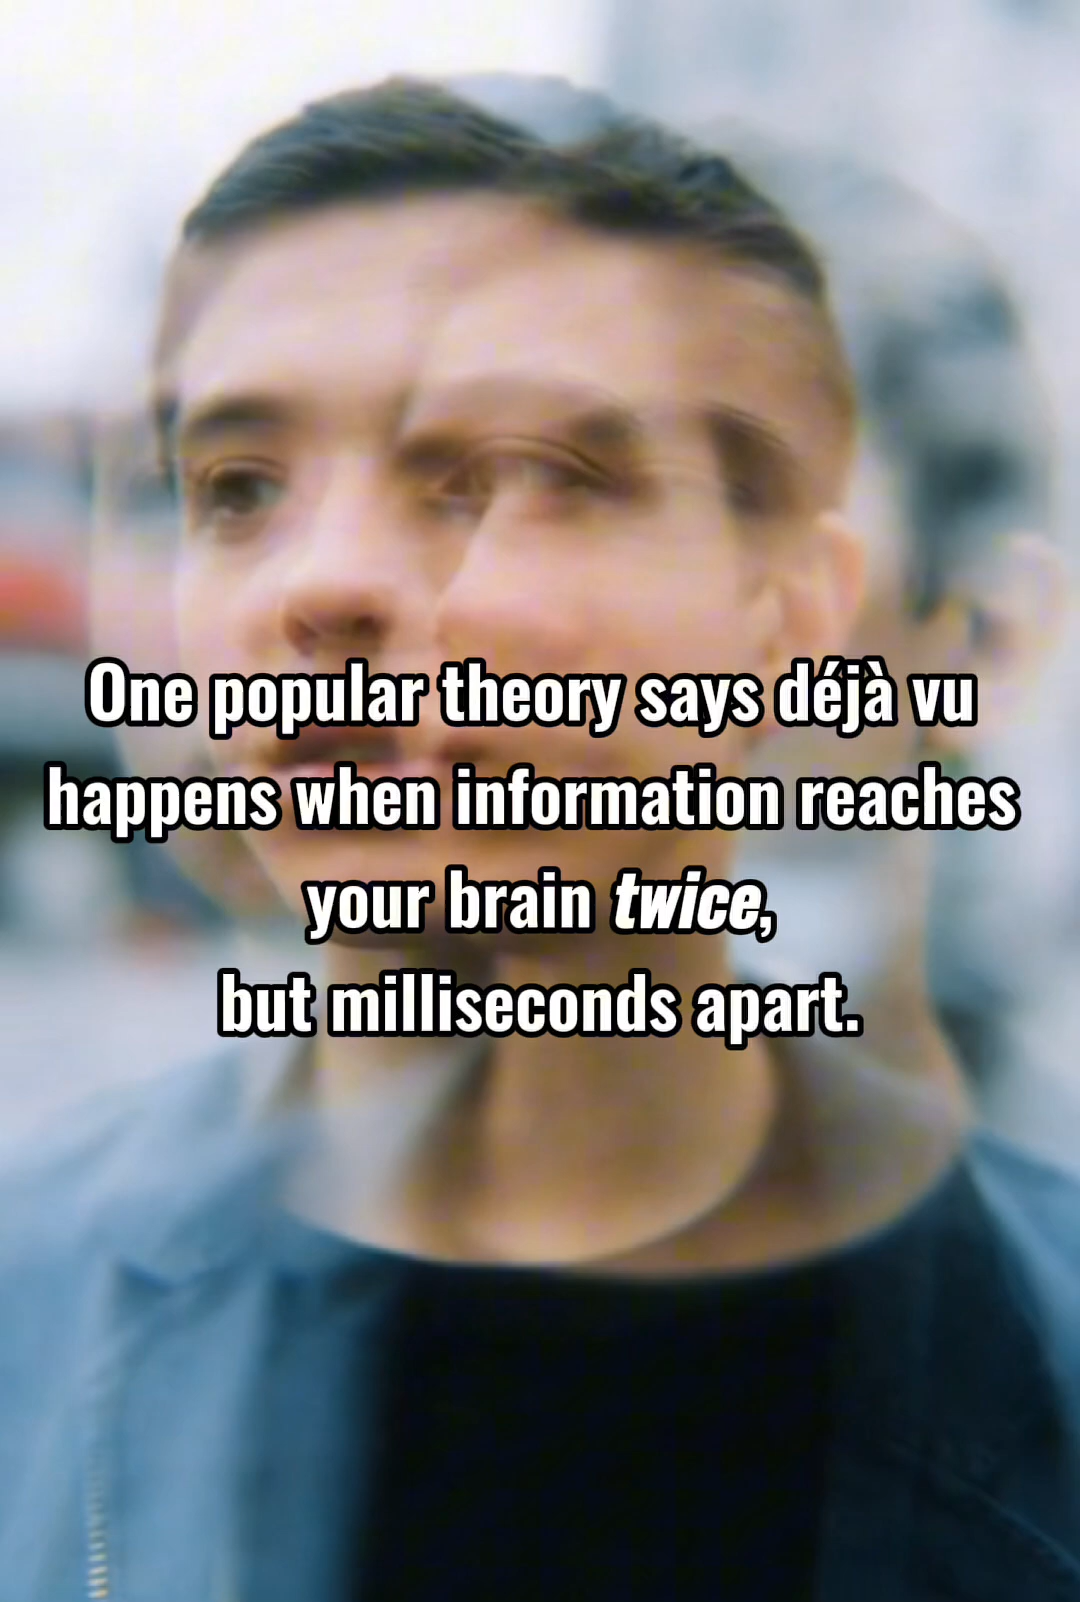 One popular theory says déjà vu
happens when information reaches
your brain twice,
but milliseconds apart.